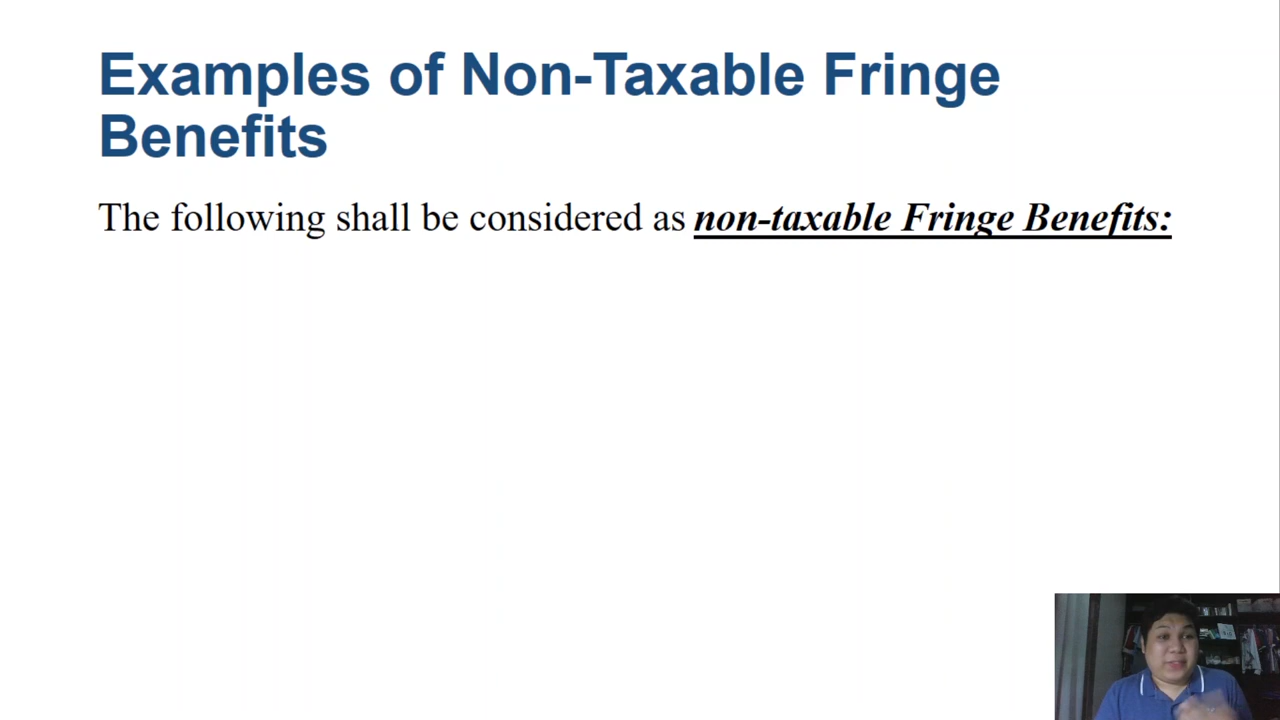 Examples of Non-Taxable Fringe
Benefits
The following shall be considered as non-taxable Fringe Benefits: